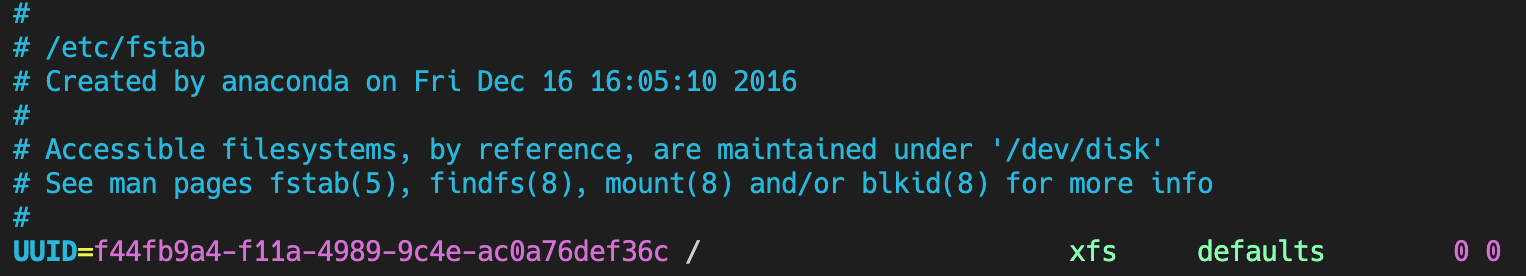 #
# /etc/fstab
# Created by anaconda on Fri Dec 16 16:05:10 2016
#
# Accessible filesystems, by reference, are maintained under '/dev/disk'
# See man pages fstab(5), findfs(8), mount(8) and/or blkid(8) for more info
#
UUID=f44fb9a4-f11a-4989-9c4e-ac0a76def36c / xfs defaults 0 0